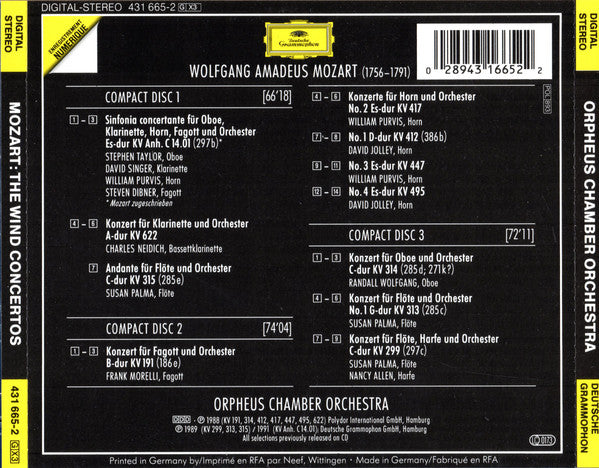 DIGITAL-STEREO 431 665-2 G X3
ENREGISTREMENT
NUMÉRIQUE
Deutsche
Grammophon
WOLFGANG AMADEUS MOZART (1756–1791)
0 28943 16652 2
POL 893
COMPACT DISC 1 [66'18]
1 – 3 Sinfonia concertante für Oboe,
Klarinette, Horn, Fagott und Orchester
Es-dur KV Anh. C 14.01 (297b)*
STEPHEN TAYLOR, Oboe
DAVID SINGER, Klarinette
WILLIAM PURVIS, Horn
STEVEN DIBNER, Fagott
* Mozart zugeschrieben
4 – 6 Konzert für Klarinette und Orchester
A-dur KV 622
CHARLES NEIDICH, Bassettklarinette
7 Andante für Flöte und Orchester
C-dur KV 315 (285e)
SUSAN PALMA, Flöte
COMPACT DISC 2 [74'04]
1 – 3 Konzert für Fagott und Orchester
B-dur KV 191 (186e)
FRANK MORELLI, Fagott
4 – 6 Konzerte für Horn und Orchester
No. 2 Es-dur KV 417
WILLIAM PURVIS, Horn
7 – 8 No. 1 D-dur KV 412 (386b)
DAVID JOLLEY, Horn
9 – 11 No. 3 Es-dur KV 447
WILLIAM PURVIS, Horn
12 – 14 No. 4 Es-dur KV 495
DAVID JOLLEY, Horn
COMPACT DISC 3 [72'11]
1 – 3 Konzert für Oboe und Orchester
C-dur KV 314 (285d; 271k?)
RANDALL WOLFGANG, Oboe
4 – 6 Konzert für Flöte und Orchester
No. 1 G-dur KV 313 (285c)
SUSAN PALMA, Flöte
7 – 9 Konzert für Flöte, Harfe und Orchester
C-dur KV 299 (297c)
SUSAN PALMA, Flöte
NANCY ALLEN, Harfe
ORPHEUS CHAMBER ORCHESTRA
DDD · ℗ 1988 (KV 191, 314, 412, 417, 447, 495, 622) Polydor International GmbH, Hamburg
℗ 1989 (KV 299, 313, 315) / 1991 (KV Anh. C 14.01) Deutsche Grammophon GmbH, Hamburg
All selections previously released on CD
Printed in Germany by/Imprimé en RFA par Neef, Wittingen · Made in Germany/Fabriqué en RFA
DIGITAL
STEREO
MOZART: THE WIND CONCERTOS
431 665-2
G X3
DIGITAL
STEREO
ORPHEUS CHAMBER ORCHESTRA
DEUTSCHE
GRAMMOPHON